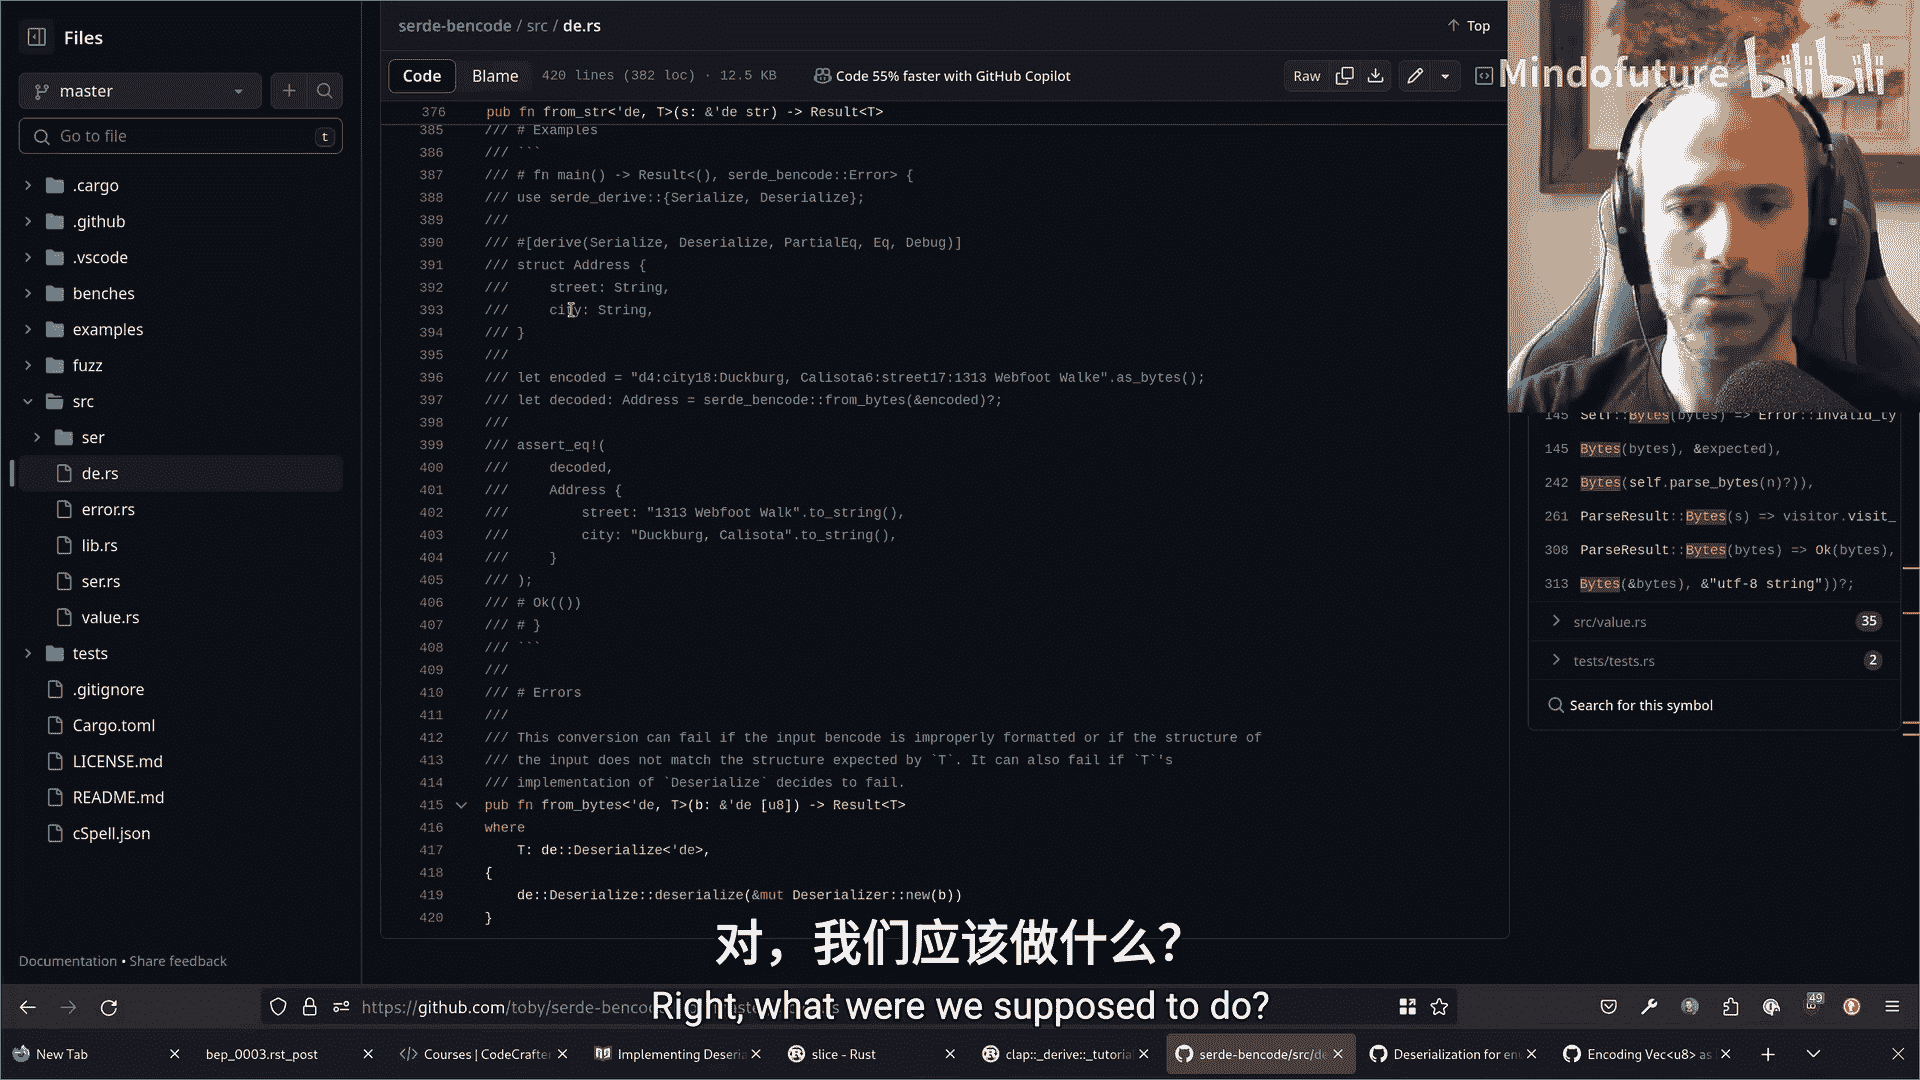 Files
master
Go to file
t
.cargo
.github
.vscode
benches
examples
fuzz
src
ser
de.rs
error.rs
lib.rs
ser.rs
value.rs
tests
.gitignore
Cargo.toml
LICENSE.md
README.md
cSpell.json
Documentation • Share feedback
serde-bencode / src / de.rs
Top
Code
Blame
420 lines (382 loc) · 12.5 KB
Code 55% faster with GitHub Copilot
Raw
376 pub fn from_str<'de, T>(s: &'de str) -> Result<T>
385 /// # Examples
386 /// ```
387 /// # fn main() -> Result<(), serde_bencode::Error> {
388 /// use serde_derive::{Serialize, Deserialize};
389 ///
390 /// #[derive(Serialize, Deserialize, PartialEq, Eq, Debug)]
391 /// struct Address {
392 ///     street: String,
393 ///     city: String,
394 /// }
395 ///
396 /// let encoded = "d4:city18:Duckburg, Calisota6:street17:1313 Webfoot Walke".as_bytes();
397 /// let decoded: Address = serde_bencode::from_bytes(&encoded)?;
398 ///
399 /// assert_eq!(
400 ///     decoded,
401 ///     Address {
402 ///         street: "1313 Webfoot Walk".to_string(),
403 ///         city: "Duckburg, Calisota".to_string(),
404 ///     }
405 /// );
406 /// # Ok(())
407 /// # }
408 /// ```
409 ///
410 /// # Errors
411 ///
412 /// This conversion can fail if the input bencode is improperly formatted or if the structure of
413 /// the input does not match the structure expected by `T`. It can also fail if `T`'s
414 /// implementation of `Deserialize` decides to fail.
415 pub fn from_bytes<'de, T>(b: &'de [u8]) -> Result<T>
416 where
417     T: de::Deserialize<'de>,
418 {
419     de::Deserialize::deserialize(&mut Deserializer::new(b))
420 }
Mindofuture bilibili
145 Self::Bytes(bytes) => Error::invalid_ty
145 Bytes(bytes), &expected),
242 Bytes(self.parse_bytes(n)?)),
261 ParseResult::Bytes(s) => visitor.visit_
308 ParseResult::Bytes(bytes) => Ok(bytes),
313 Bytes(&bytes), &"utf-8 string"))?;
src/value.rs 35
tests/tests.rs 2
Search for this symbol
对，我们应该做什么？
Right, what were we supposed to do?
https://github.com/toby/serde-benco
49
New Tab
bep_0003.rst_post
Courses | CodeCrafte
Implementing Deseria
slice - Rust
clap::_derive::_tutoria
serde-bencode/src/de
Deserialization for en
Encoding Vec<u8> as